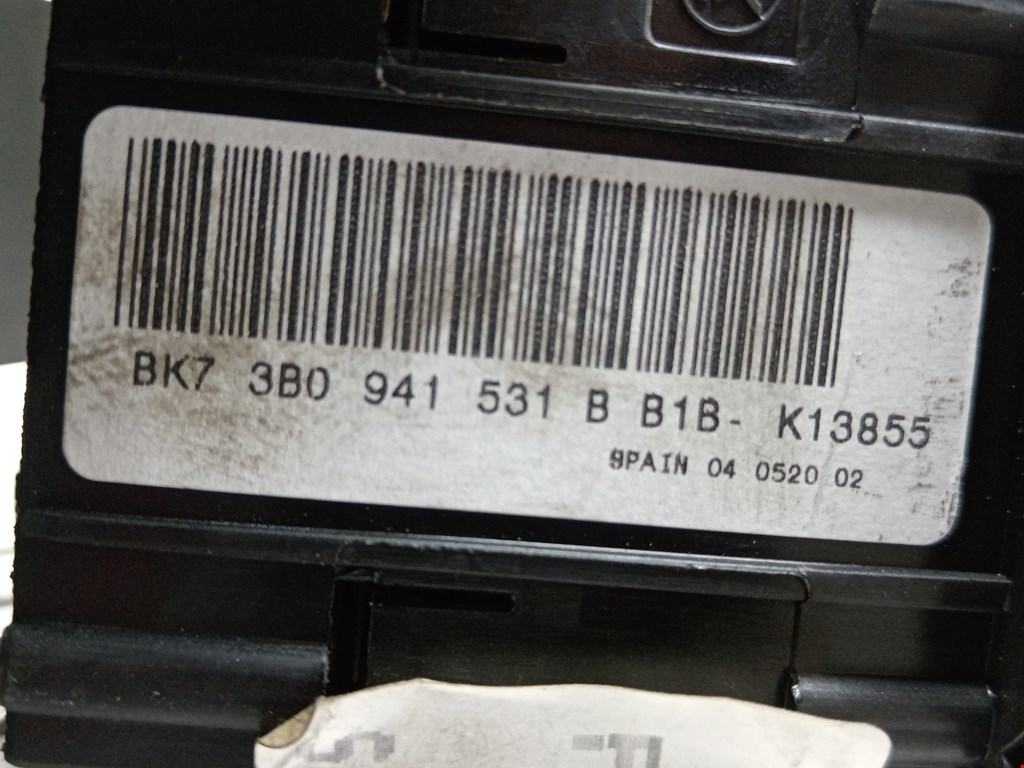 BK7 3B0 941 531 B B1B- K13855
SPAIN 04 0520 02